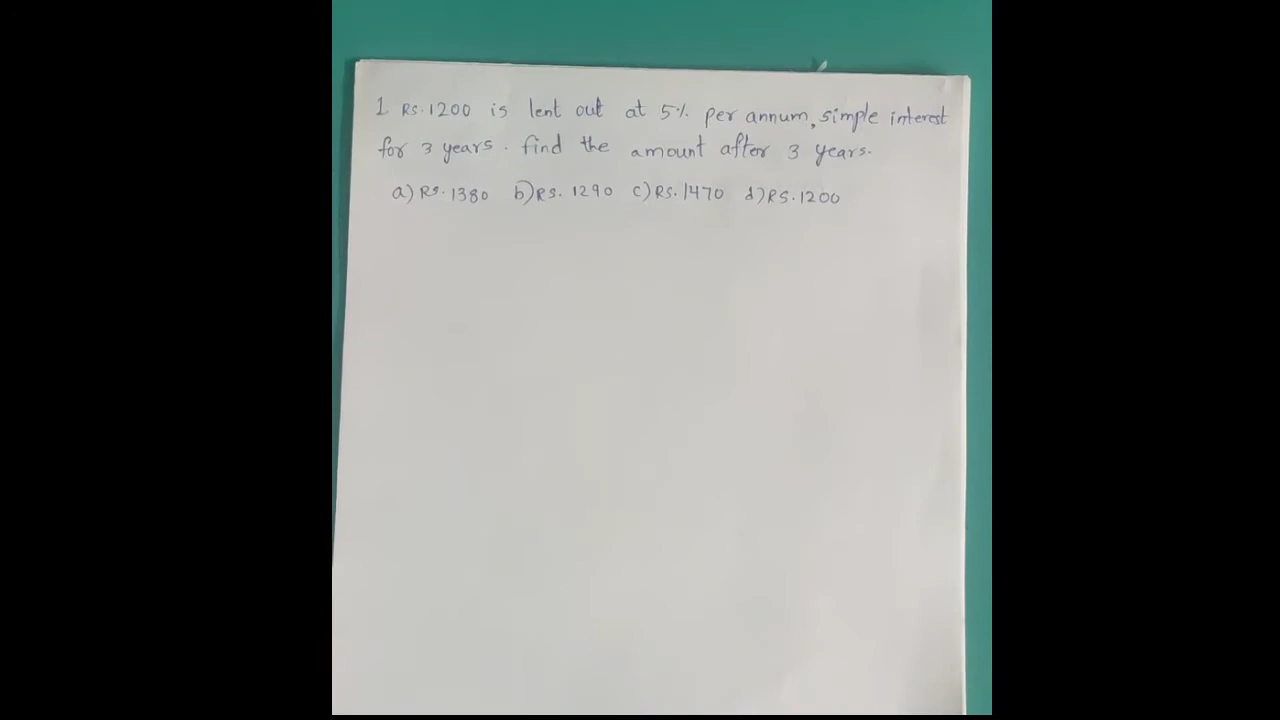 1 Rs. 1200 is lent out at 5% per annum, simple interest
for 3 years. find the amount after 3 years.
a) Rs. 1380 b) Rs. 1290 c) Rs. 1470 d) RS. 1200